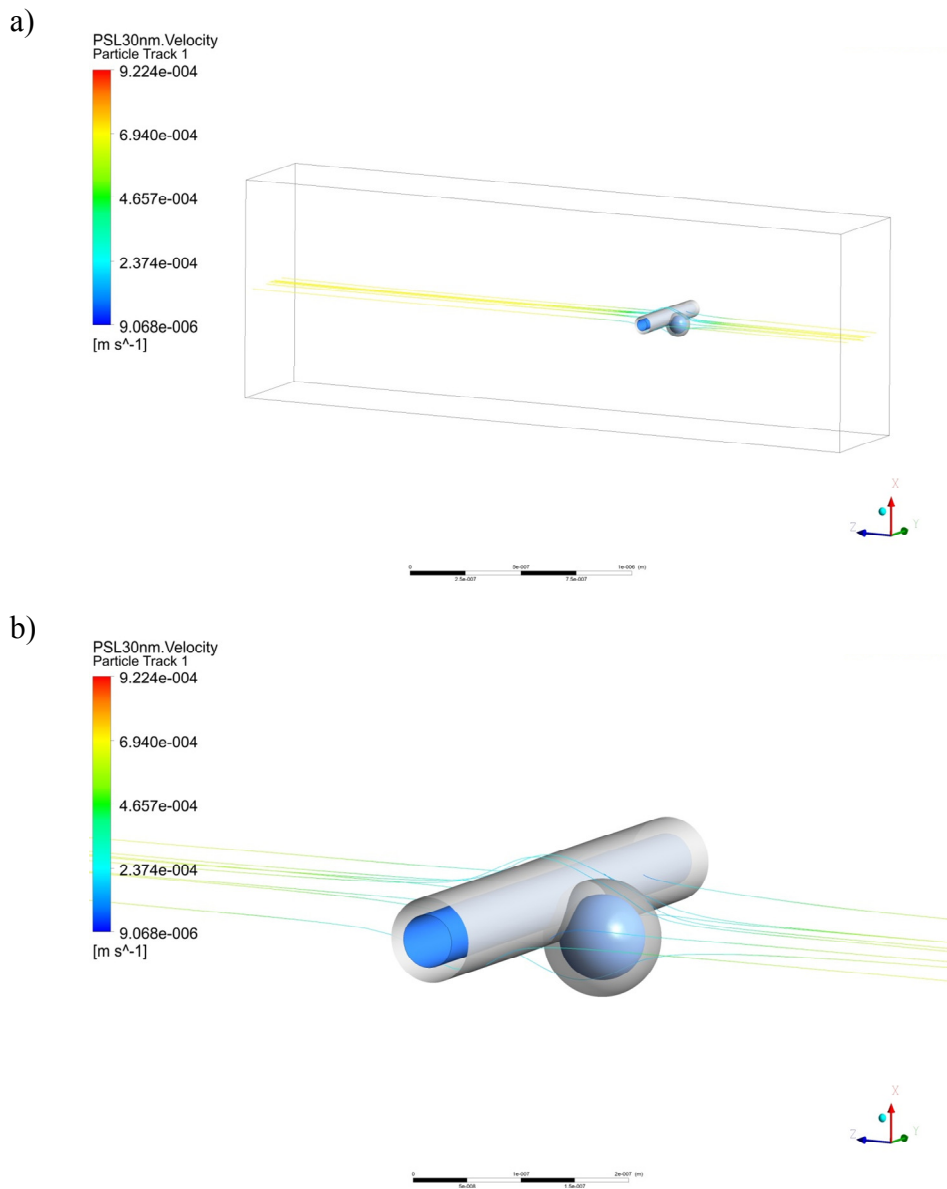 a)
PSL30nm.Velocity
Particle Track 1
9.224e-004
6.940e-004
4.657e-004
2.374e-004
9.068e-006
[m s^-1]
X
Z
Y
0
0e-007
1e-006 (m)
2.5e-007
7.5e-007
b)
PSL30nm.Velocity
Particle Track 1
9.224e-004
6.940e-004
4.657e-004
2.374e-004
9.068e-006
[m s^-1]
X
Z
Y
0
1e-007
2e-007 (m)
5e-008
1.5e-007